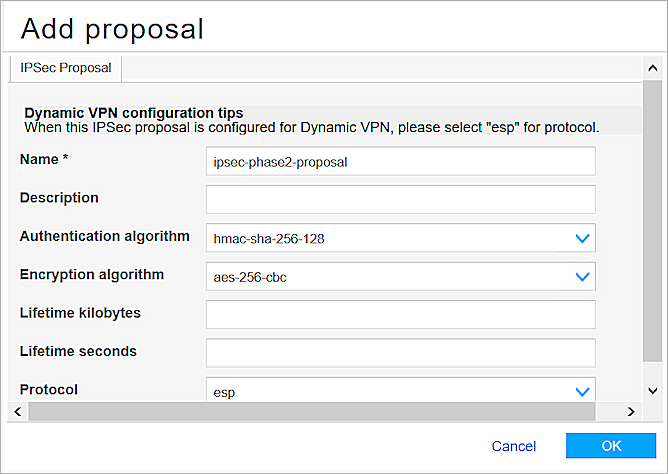 Add proposal
IPSec Proposal
Dynamic VPN configuration tips
When this IPSec proposal is configured for Dynamic VPN, please select "esp" for protocol.
Name * ipsec-phase2-proposal
Description
Authentication algorithm hmac-sha-256-128
Encryption algorithm aes-256-cbc
Lifetime kilobytes
Lifetime seconds
Protocol esp
Cancel OK